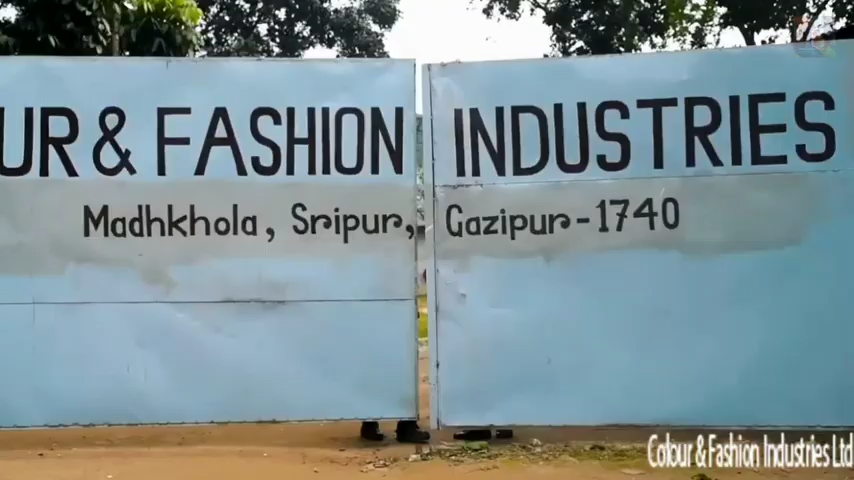 UR & FASHION INDUSTRIES
Madhkhola, Sripur, Gazipur-1740
Colour & Fashion Industries Ltd